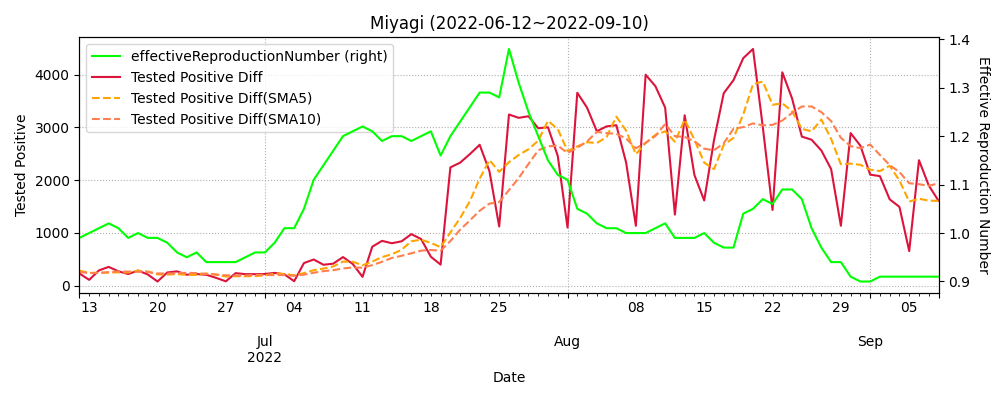 Miyagi (2022-06-12~2022-09-10)
effectiveReproductionNumber (right)
Tested Positive Diff
Tested Positive Diff(SMA5)
Tested Positive Diff(SMA10)
Tested Positive
4000
3000
2000
1000
0
Effective Reproduction Number
1.4
1.3
1.2
1.1
1.0
0.9
13 20 27 04 11 18 25 08 15 22 29 05
Jul Aug Sep
2022
Date